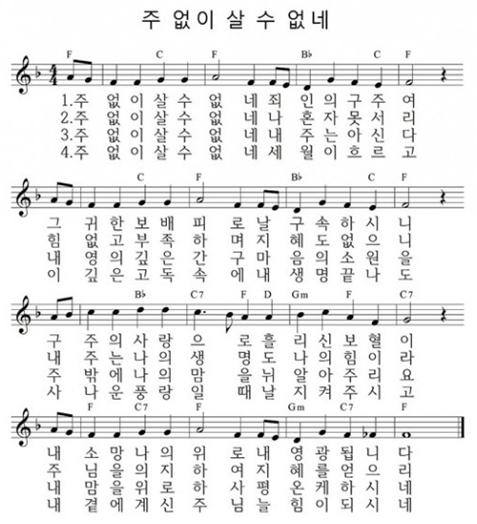 주 없이 살 수 없네
F C F B♭ C F
1.주 없 이 살 수 없 네 죄 인 의 구 주 여
2.주 없 이 살 수 없 네 나 혼 자 못 서 리
3.주 없 이 살 수 없 네 내 주 는 아 신 다
4.주 없 이 살 수 없 네 세 월 이 흐 르 고
C F B♭ C F
그 귀 한 보 배 피 로 날 구 속 하 시 니
힘 없 고 부 족 하 며 지 혜 도 없 으 니
내 영 의 깊 은 간 구 마 음 의 소 원 을
이 깊 은 고 독 속 에 내 생 명 끝 나 도
B♭ C7 F D Gm F C7
구 주 의 사 랑 으 로 흘 리 신 보 혈 이
내 주 는 나 의 생 명 도 나 의 힘 이 라
주 밖 에 나 의 맘 을 뉘 알 아 주 리 요
사 나 운 풍 랑 일 때 날 지 켜 주 시 고
F C F C7 F Gm C7 F
내 소 망 나 의 위 로 내 영 광 됩 니 다
주 님 을 의 지 하 여 지 혜 를 얻 으 리
내 맘 을 위 로 하 사 평 온 케 하 시 네
내 곁 에 계 신 주 님 늘 힘 이 되 시 네